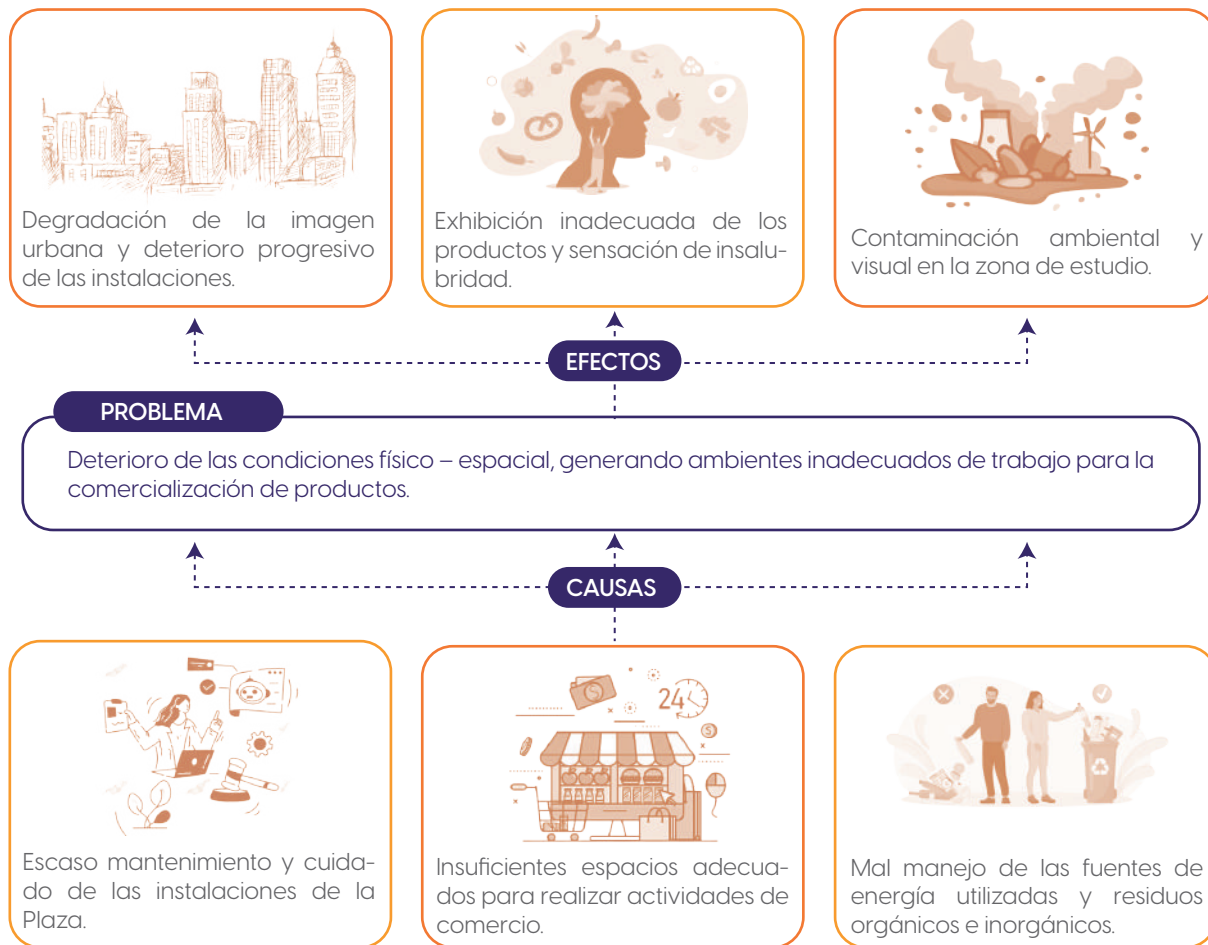 Degradación de la imagen
urbana y deterioro progresivo
de las instalaciones.
Exhibición inadecuada de los
productos y sensación de insalu-
bridad.
Contaminación ambiental y
visual en la zona de estudio.
EFECTOS
PROBLEMA
Deterioro de las condiciones físico – espacial, generando ambientes inadecuados de trabajo para la
comercialización de productos.
CAUSAS
Escaso mantenimiento y cuida-
do de las instalaciones de la
Plaza.
24
Insuficientes espacios adecua-
dos para realizar actividades de
comercio.
Mal manejo de las fuentes de
energía utilizadas y residuos
orgánicos e inorgánicos.